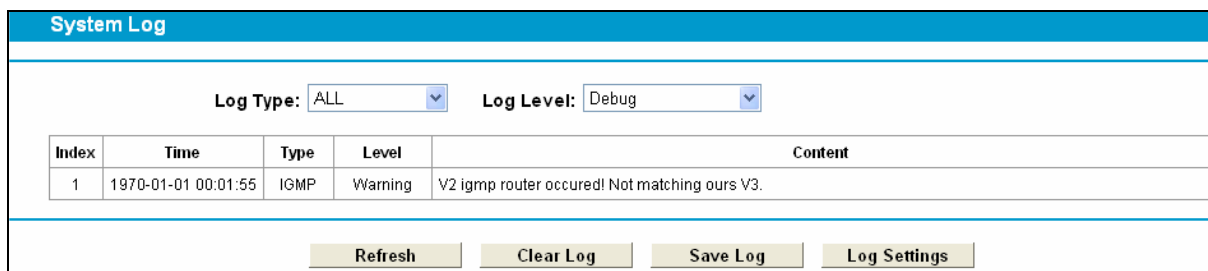 System Log
Log Type: ALL Log Level: Debug
Index Time Type Level Content
1 1970-01-01 00:01:55 IGMP Warning V2 igmp router occured! Not matching ours V3.
Refresh Clear Log Save Log Log Settings